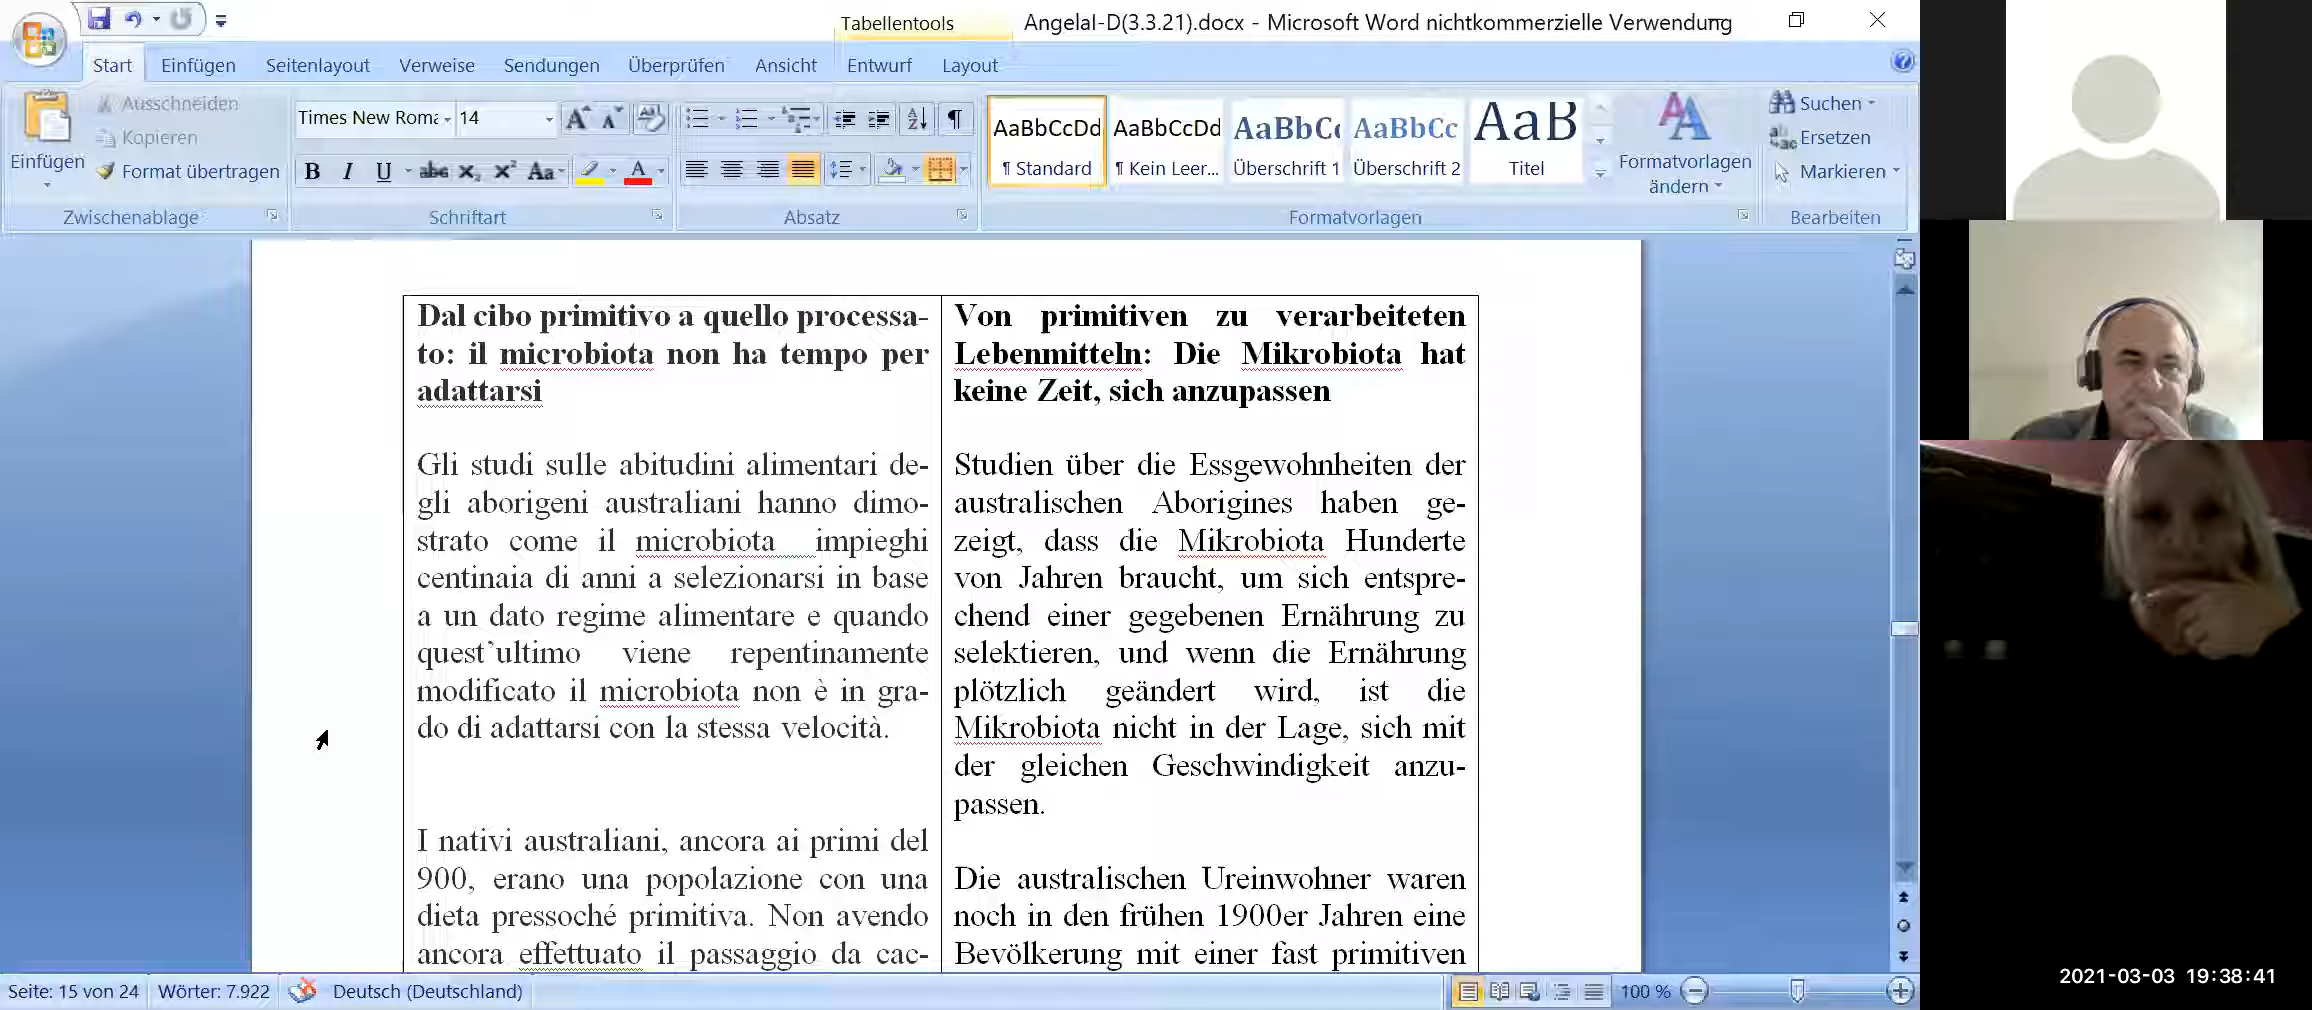 Tabellentools
Angelal-D(3.3.21).docx - Microsoft Word nichtkommerzielle Verwendung
Start Einfügen Seitenlayout Verweise Sendungen Überprüfen Ansicht Entwurf Layout
Einfügen
Ausschneiden
Kopieren
Format übertragen
Zwischenablage
Times New Roma 14
Schriftart
Absatz
AaBbCcDd AaBbCcDd AaBbCc AaBbCc AaB
¶ Standard ¶ Kein Leer... Überschrift 1 Überschrift 2 Titel
Formatvorlagen
ändern
Formatvorlagen
Suchen
Ersetzen
Markieren
Bearbeiten
Dal cibo primitivo a quello processa-
to: il microbiota non ha tempo per
adattarsi
Gli studi sulle abitudini alimentari de-
gli aborigeni australiani hanno dimo-
strato come il microbiota impieghi
centinaia di anni a selezionarsi in base
a un dato regime alimentare e quando
quest’ultimo viene repentinamente
modificato il microbiota non è in gra-
do di adattarsi con la stessa velocità.
I nativi australiani, ancora ai primi del
900, erano una popolazione con una
dieta pressoché primitiva. Non avendo
ancora effettuato il passaggio da cac-
Von primitiven zu verarbeiteten
Lebenmitteln: Die Mikrobiota hat
keine Zeit, sich anzupassen
Studien über die Essgewohnheiten der
australischen Aborigines haben ge-
zeigt, dass die Mikrobiota Hunderte
von Jahren braucht, um sich entspre-
chend einer gegebenen Ernährung zu
selektieren, und wenn die Ernährung
plötzlich geändert wird, ist die
Mikrobiota nicht in der Lage, sich mit
der gleichen Geschwindigkeit anzu-
passen.
Die australischen Ureinwohner waren
noch in den frühen 1900er Jahren eine
Bevölkerung mit einer fast primitiven
Seite: 15 von 24 Wörter: 7.922 Deutsch (Deutschland) 100 %
2021-03-03 19:38:41